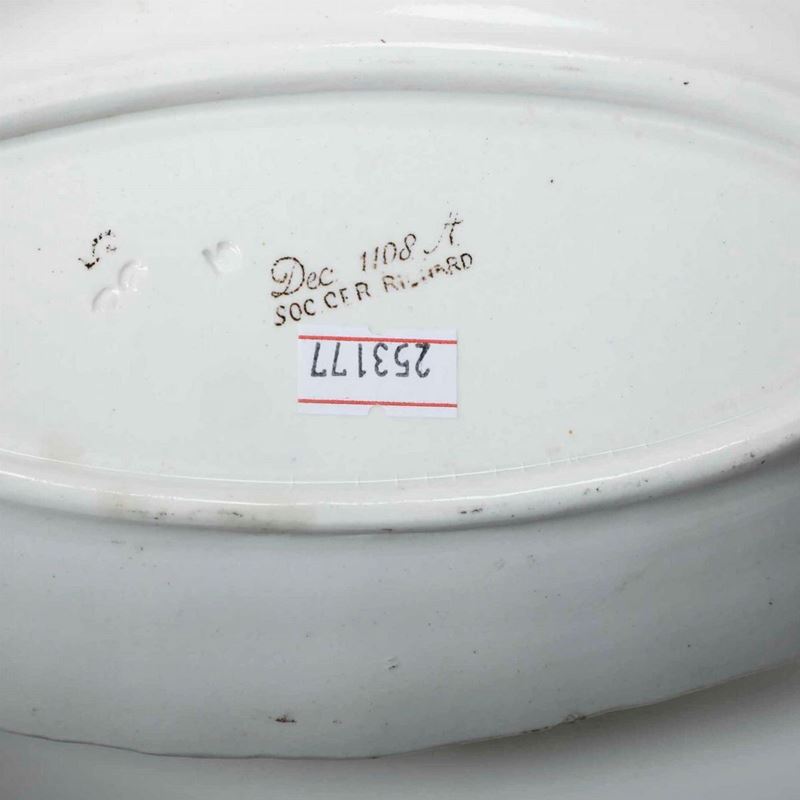 Dec. 1108 A
SOC CER RICHARD
253177